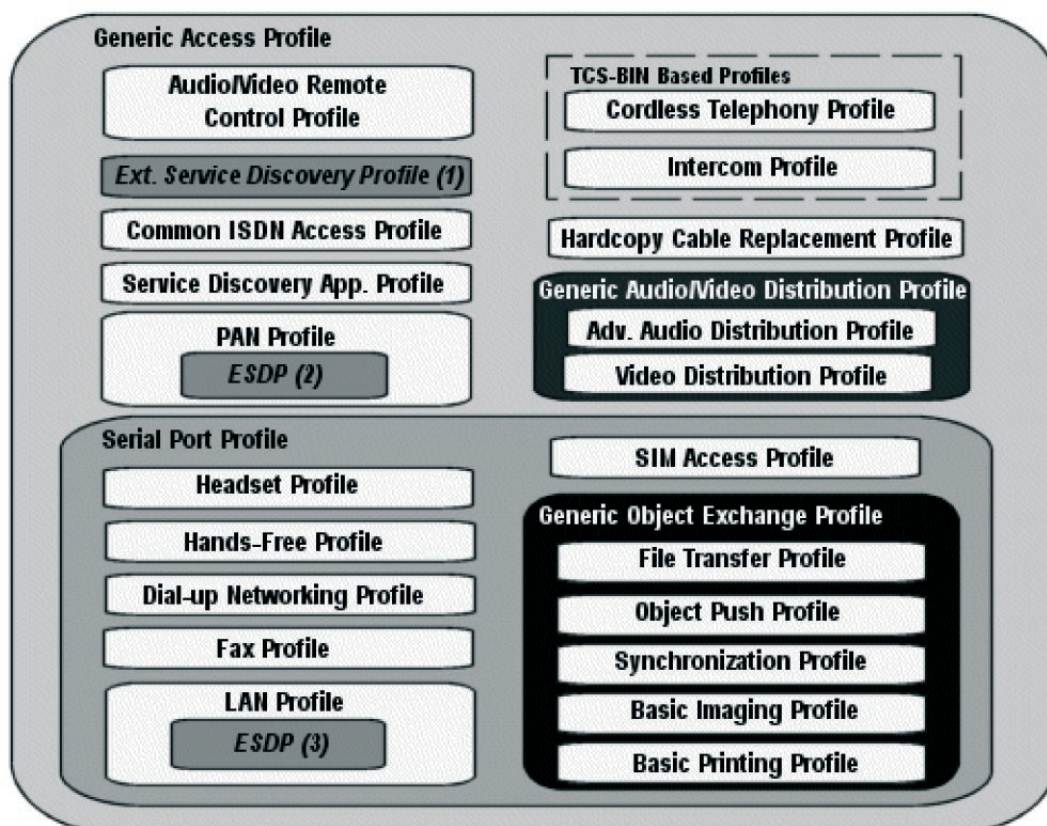 Generic Access Profile
Audio/Video Remote
Control Profile
Ext. Service Discovery Profile (1)
Common ISDN Access Profile
Service Discovery App. Profile
PAN Profile
ESDP (2)
TCS-BIN Based Profiles
Cordless Telephony Profile
Intercom Profile
Hardcopy Cable Replacement Profile
Generic Audio/Video Distribution Profile
Adv. Audio Distribution Profile
Video Distribution Profile
Serial Port Profile
Headset Profile
Hands-Free Profile
Dial-up Networking Profile
Fax Profile
LAN Profile
ESDP (3)
SIM Access Profile
Generic Object Exchange Profile
File Transfer Profile
Object Push Profile
Synchronization Profile
Basic Imaging Profile
Basic Printing Profile